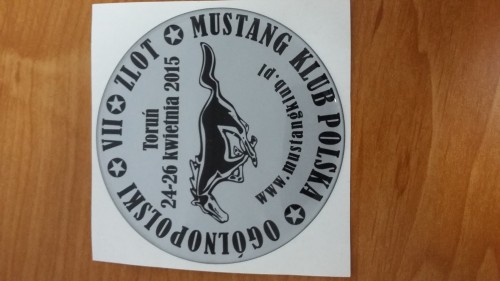 VII ✪ ZLOT ✪ MUSTANG KLUB POLSKA ✪ OGÓLNOPOLSKI ✪
Toruń
24-26 kwietnia 2015
www.mustangklub.pl